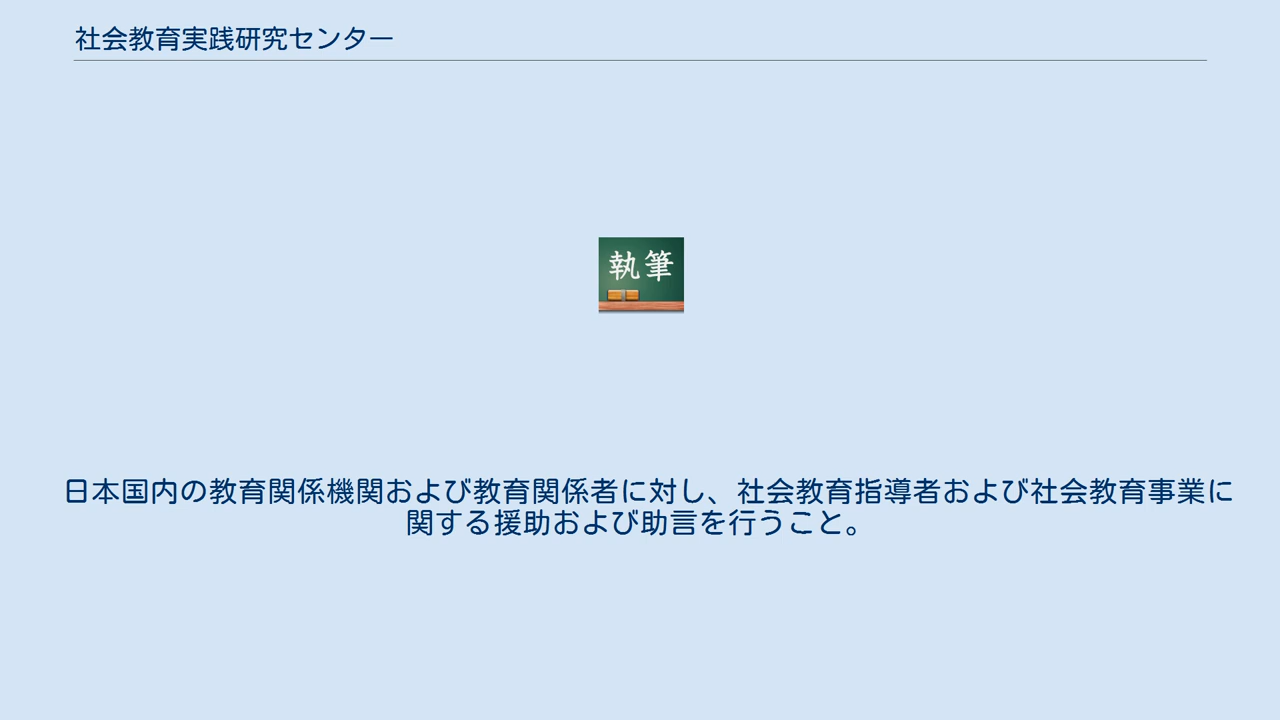 社会教育実践研究センター
執筆
日本国内の教育関係機関および教育関係者に対し、社会教育指導者および社会教育事業に
関する援助および助言を行うこと。